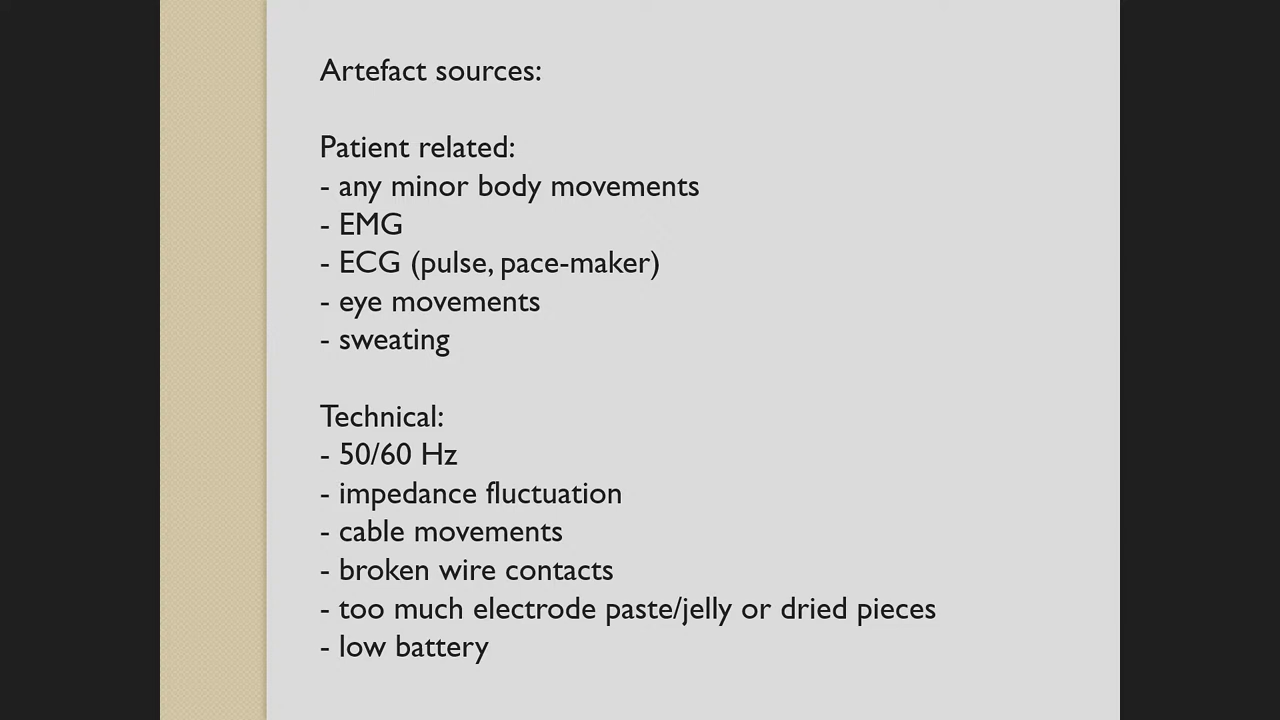 Artefact sources:
Patient related:
- any minor body movements
- EMG
- ECG (pulse, pace-maker)
- eye movements
- sweating
Technical:
- 50/60 Hz
- impedance fluctuation
- cable movements
- broken wire contacts
- too much electrode paste/jelly or dried pieces
- low battery